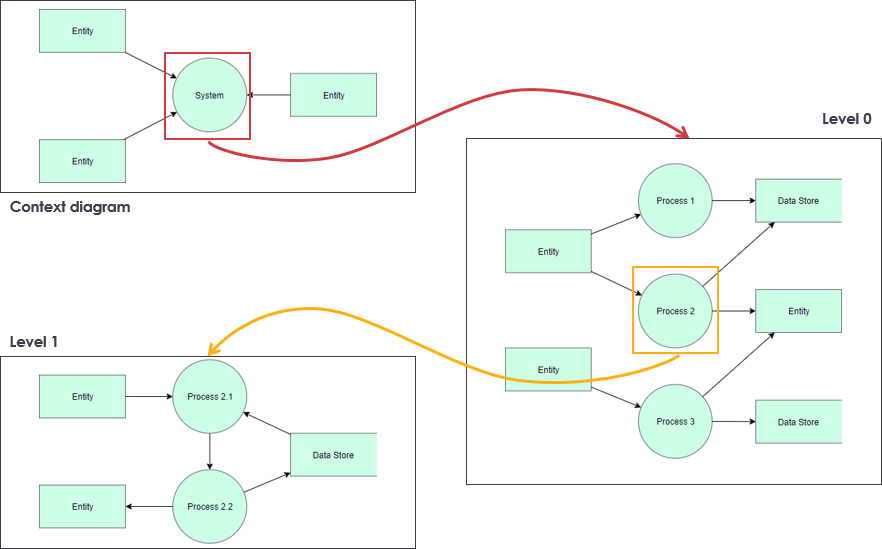 Entity
System
Entity
Entity
Context diagram
Level 0
Process 1
Data Store
Entity
Process 2
Entity
Entity
Process 3
Data Store
Level 1
Entity
Process 2.1
Data Store
Entity
Process 2.2